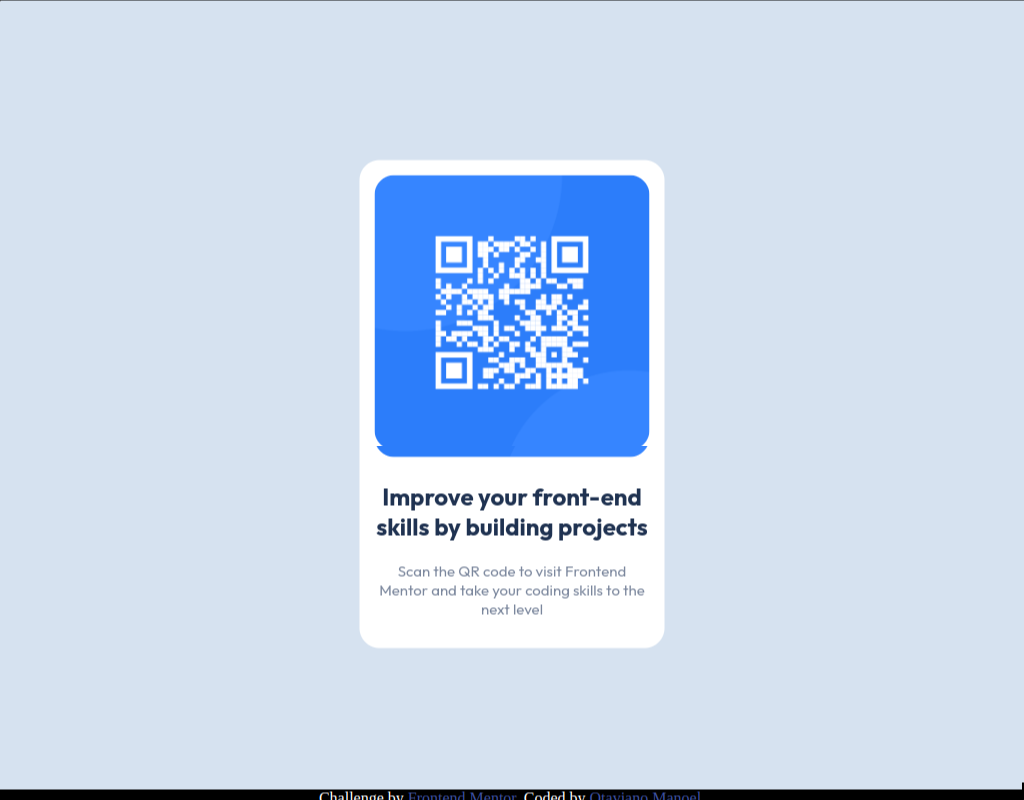 Improve your front-end
skills by building projects
Scan the QR code to visit Frontend
Mentor and take your coding skills to the
next level
Challenge by Frontend Mentor. Coded by Otaviano Manoel.